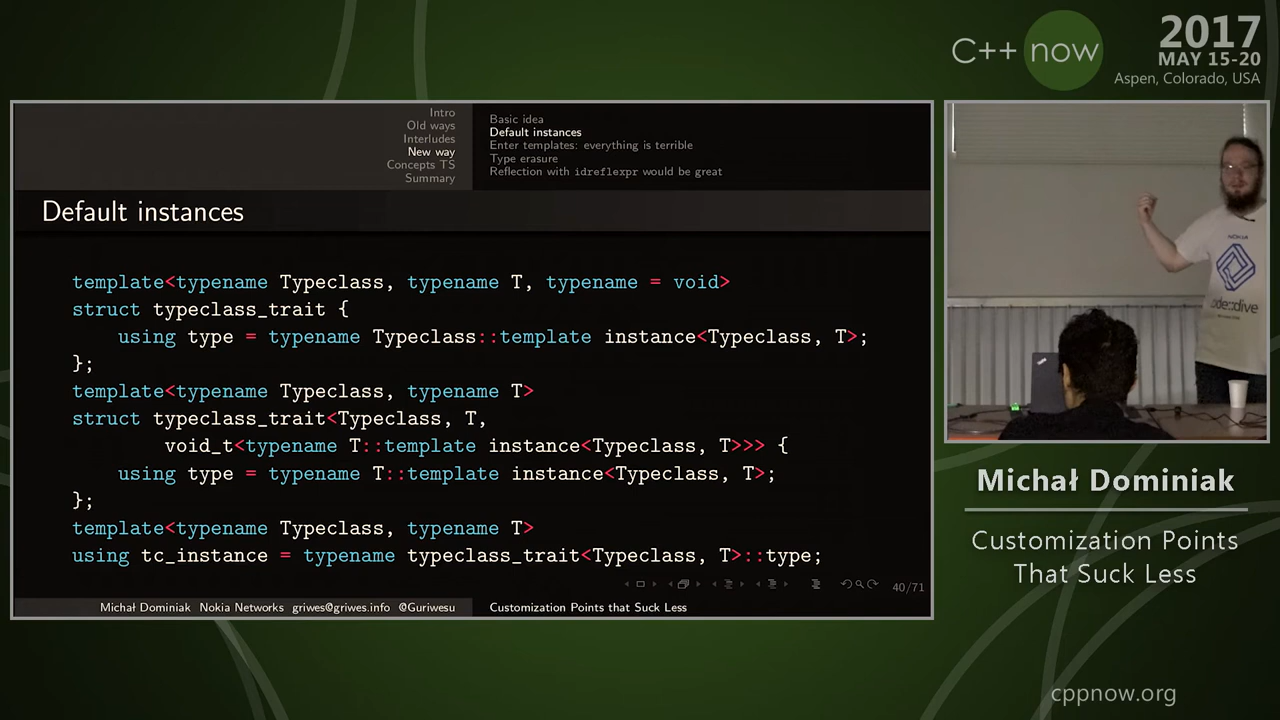 C++ now
2017
MAY 15-20
Aspen, Colorado, USA
Intro
Old ways
Interludes
New way
Concepts TS
Summary
Basic idea
Default instances
Enter templates: everything is terrible
Type erasure
Reflection with idreflexpr would be great
Default instances
template<typename Typeclass, typename T, typename = void>
struct typeclass_trait {
using type = typename Typeclass::template instance<Typeclass, T>;
};
template<typename Typeclass, typename T>
struct typeclass_trait<Typeclass, T,
void_t<typename T::template instance<Typeclass, T>>> {
using type = typename T::template instance<Typeclass, T>;
};
template<typename Typeclass, typename T>
using tc_instance = typename typeclass_trait<Typeclass, T>::type;
40/71
Michał Dominiak Nokia Networks griwes@griwes.info @Guriwesu
Customization Points that Suck Less
NOKIA
code::dive
Michał Dominiak
Customization Points
That Suck Less
cppnow.org